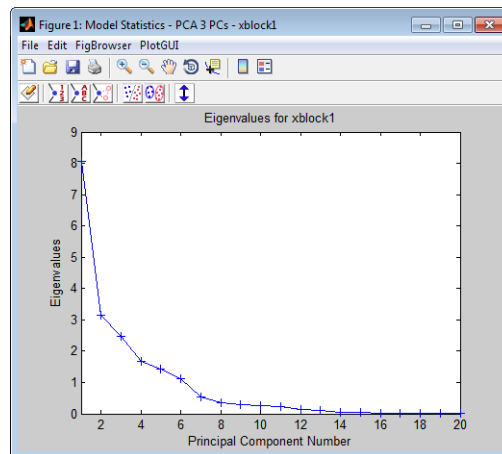 Figure 1: Model Statistics - PCA 3 PCs - xblock1
File Edit FigBrowser PlotGUI
Eigenvalues for xblock1
9
8
7
6
5
4
3
2
1
0
Eigenvalues
2 4 6 8 10 12 14 16 18 20
Principal Component Number